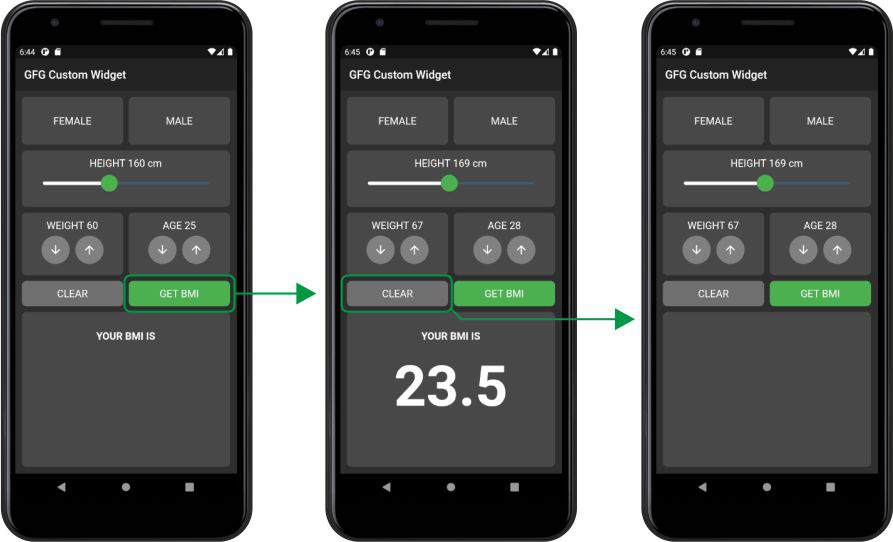 6:44
GFG Custom Widget
FEMALE MALE
HEIGHT 160 cm
WEIGHT 60 AGE 25
CLEAR GET BMI
YOUR BMI IS
6:45
GFG Custom Widget
FEMALE MALE
HEIGHT 169 cm
WEIGHT 67 AGE 28
CLEAR GET BMI
YOUR BMI IS
23.5
6:45
GFG Custom Widget
FEMALE MALE
HEIGHT 169 cm
WEIGHT 67 AGE 28
CLEAR GET BMI